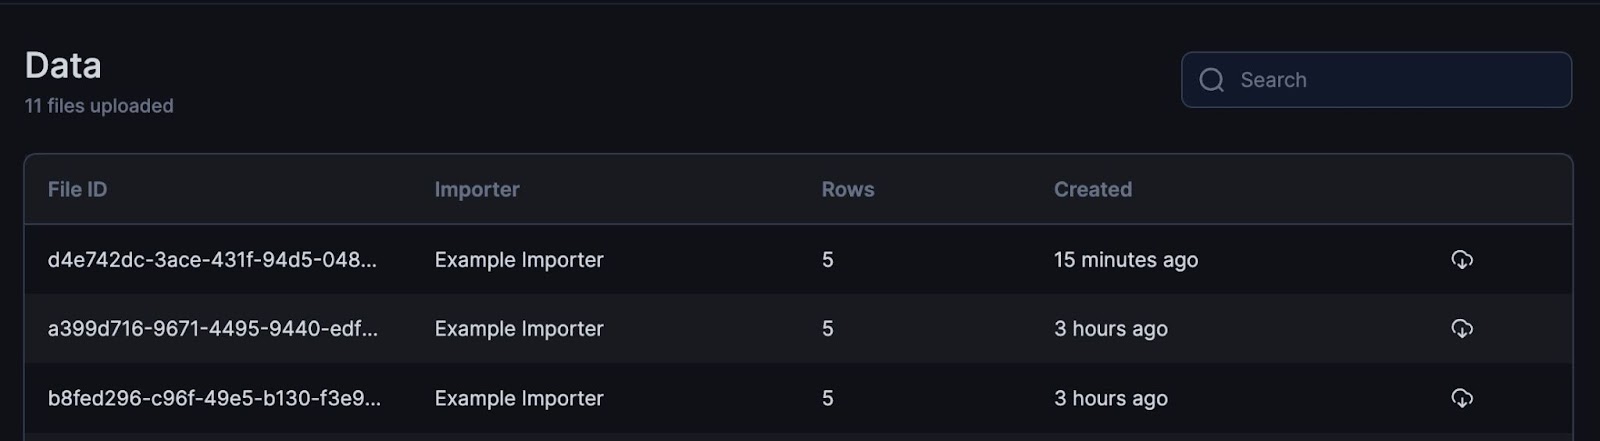 Data
11 files uploaded
Search
File ID Importer Rows Created
d4e742dc-3ace-431f-94d5-048... Example Importer 5 15 minutes ago
a399d716-9671-4495-9440-edf... Example Importer 5 3 hours ago
b8fed296-c96f-49e5-b130-f3e9... Example Importer 5 3 hours ago